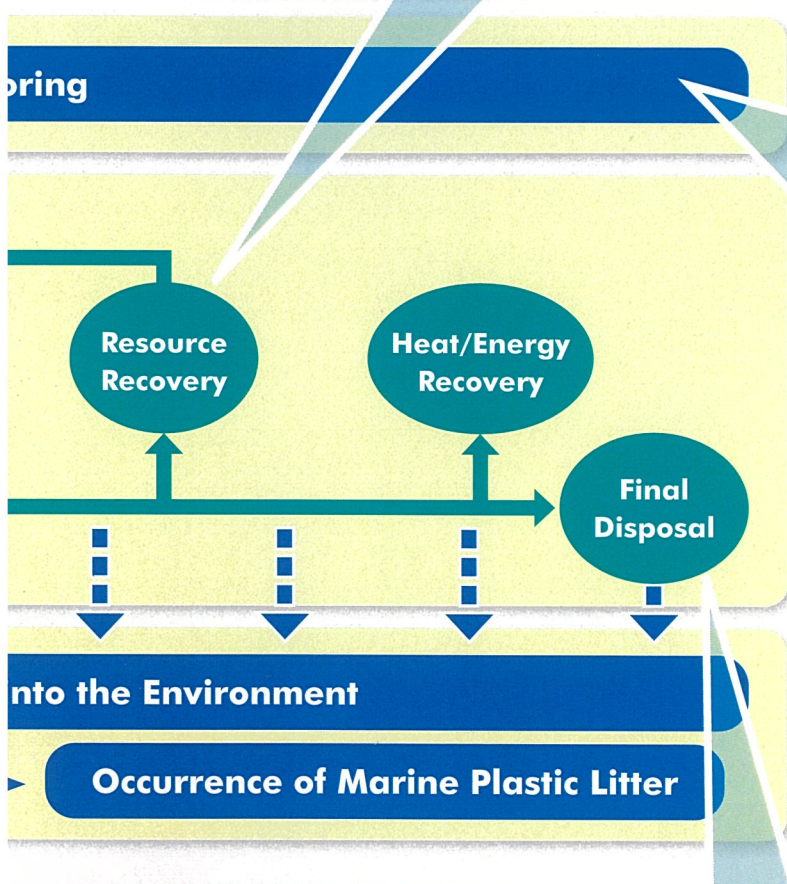 oring
Resource
Recovery
Heat/Energy
Recovery
Final
Disposal
nto the Environment
Occurrence of Marine Plastic Litter